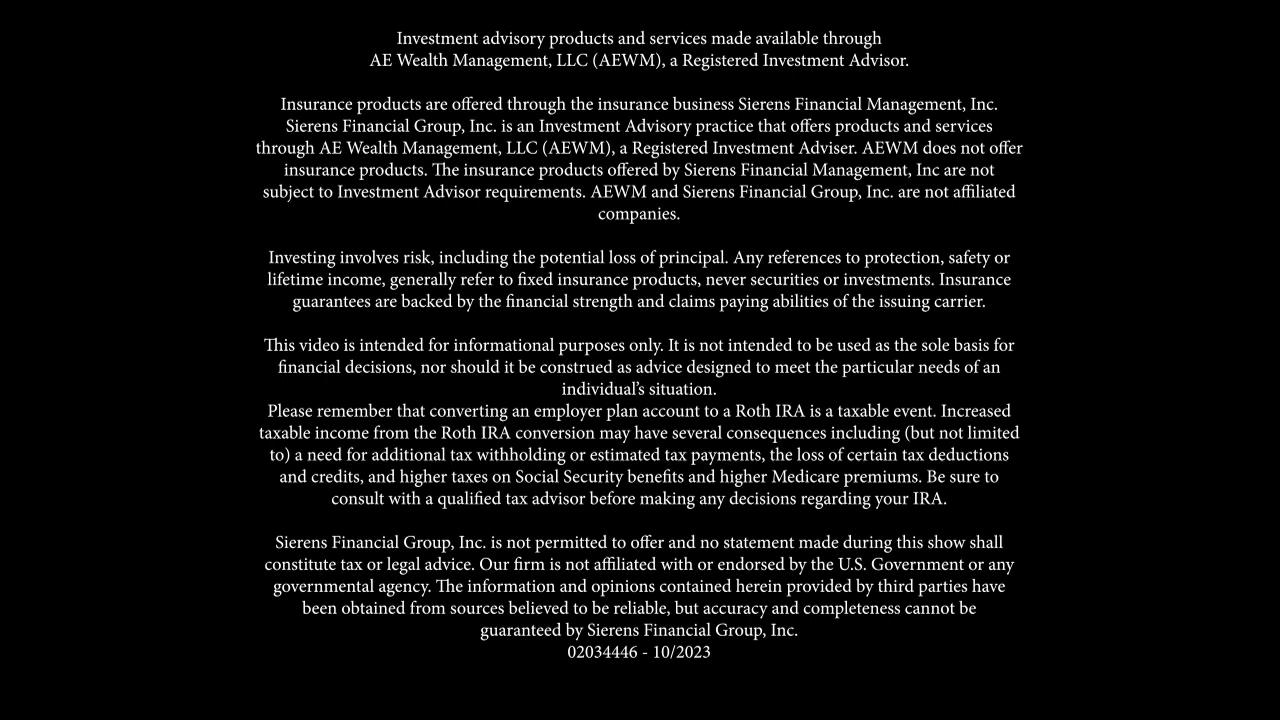 Investment advisory products and services made available through
AE Wealth Management, LLC (AEWM), a Registered Investment Advisor.
Insurance products are offered through the insurance business Sierens Financial Management, Inc.
Sierens Financial Group, Inc. is an Investment Advisory practice that offers products and services
through AE Wealth Management, LLC (AEWM), a Registered Investment Adviser. AEWM does not offer
insurance products. The insurance products offered by Sierens Financial Management, Inc are not
subject to Investment Advisor requirements. AEWM and Sierens Financial Group, Inc. are not affiliated
companies.
Investing involves risk, including the potential loss of principal. Any references to protection, safety or
lifetime income, generally refer to fixed insurance products, never securities or investments. Insurance
guarantees are backed by the financial strength and claims paying abilities of the issuing carrier.
This video is intended for informational purposes only. It is not intended to be used as the sole basis for
financial decisions, nor should it be construed as advice designed to meet the particular needs of an
individual's situation.
Please remember that converting an employer plan account to a Roth IRA is a taxable event. Increased
taxable income from the Roth IRA conversion may have several consequences including (but not limited
to) a need for additional tax withholding or estimated tax payments, the loss of certain tax deductions
and credits, and higher taxes on Social Security benefits and higher Medicare premiums. Be sure to
consult with a qualified tax advisor before making any decisions regarding your IRA.
Sierens Financial Group, Inc. is not permitted to offer and no statement made during this show shall
constitute tax or legal advice. Our firm is not affiliated with or endorsed by the U.S. Government or any
governmental agency. The information and opinions contained herein provided by third parties have
been obtained from sources believed to be reliable, but accuracy and completeness cannot be
guaranteed by Sierens Financial Group, Inc.
02034446 - 10/2023